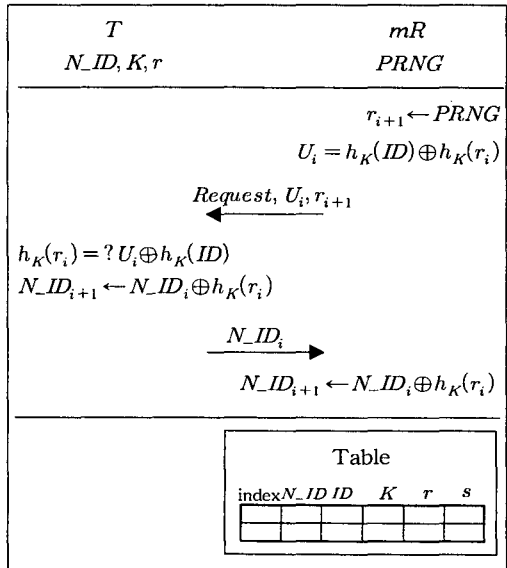 T mR
N_ID, K, r PRNG
r_{i+1} ← PRNG
U_i = h_K(ID) ⊕ h_K(r_i)
Request, U_i, r_{i+1}
h_K(r_i) = ? U_i ⊕ h_K(ID)
N_ID_{i+1} ← N_ID_i ⊕ h_K(r_i)
N_ID_i
N_ID_{i+1} ← N_ID_i ⊕ h_K(r_i)
Table
index N_ID ID K r s